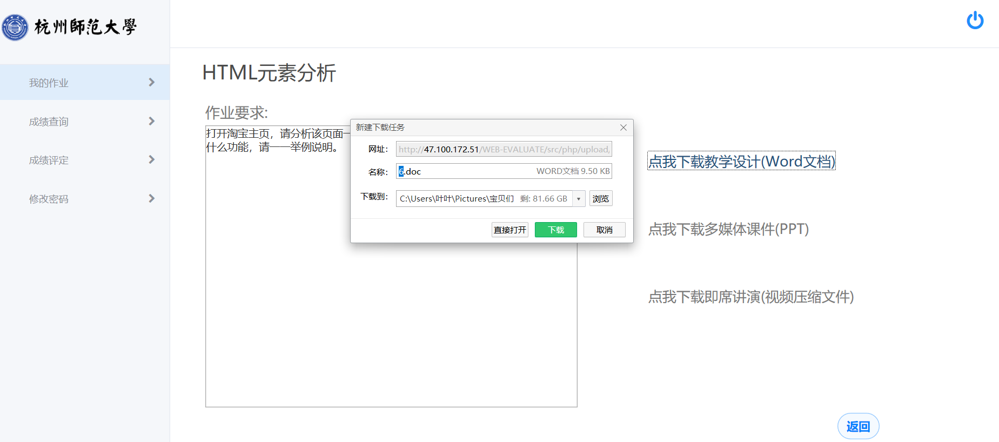 杭州師范大學
我的作业
成绩查询
成绩评定
修改密码
HTML元素分析
作业要求:
打开淘宝主页，请分析该页面一
什么功能，请一一举例说明。
新建下载任务
网址：
http://47.100.172.51/WEB-EVALUATE/src/php/upload/
名称：
6.doc
WORD文档 9.50 KB
下载到：
C:\Users\叶叶\Pictures\宝贝们
剩: 81.66 GB
浏览
直接打开
下载
取消
点我下载教学设计(Word文档)
点我下载多媒体课件(PPT)
点我下载即席讲演(视频压缩文件)
返回